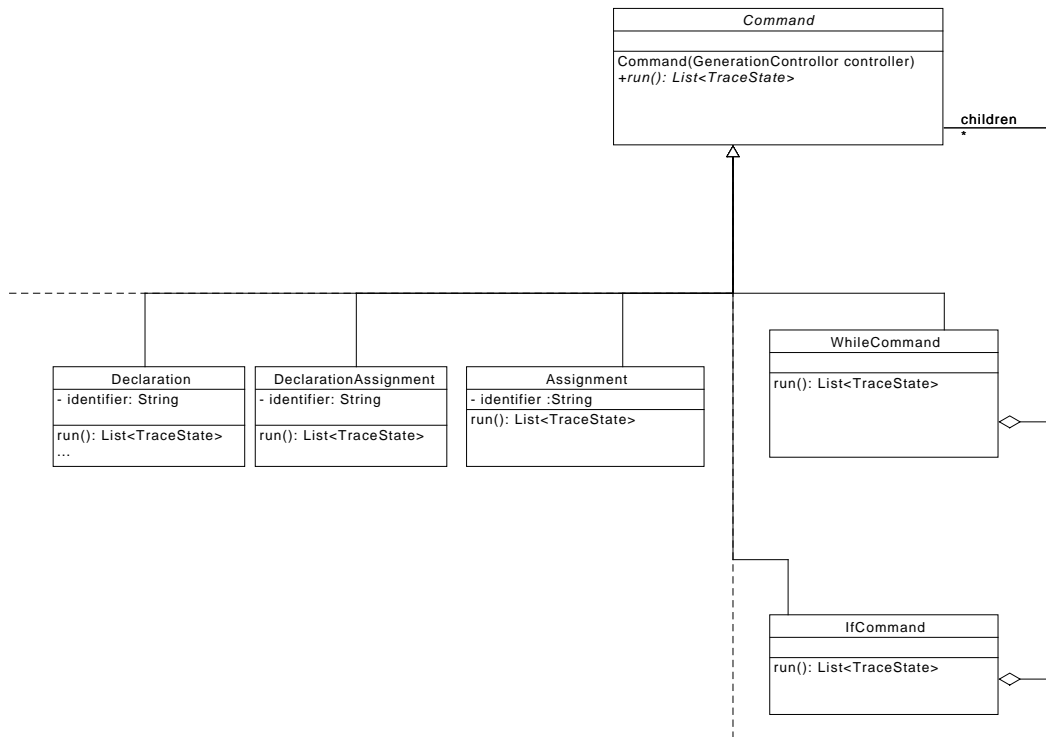 Command
Command(GenerationControllor controller)
+run(): List<TraceState>
children
*
WhileCommand
run(): List<TraceState>
Declaration
- identifier: String
run(): List<TraceState>
...
DeclarationAssignment
- identifier: String
run(): List<TraceState>
Assignment
- identifier :String
run(): List<TraceState>
IfCommand
run(): List<TraceState>